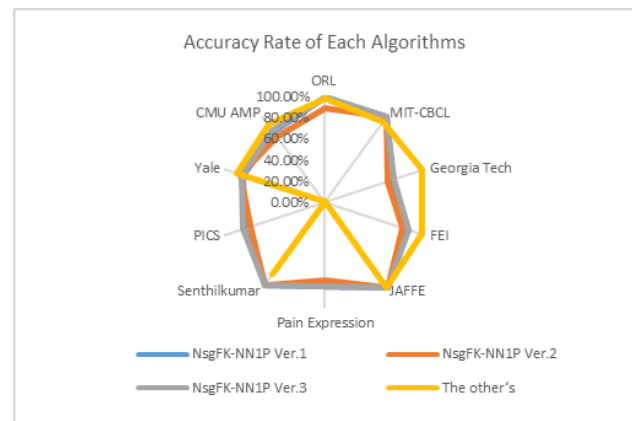 Accuracy Rate of Each Algorithms
ORL
100.00%
CMU AMP
80.00%
MIT-CBCL
60.00%
Yale
40.00%
Georgia Tech
20.00%
0.00%
PICS
FEI
Senthilkumar
JAFFE
Pain Expression
NsgFK-NN1P Ver.1
NsgFK-NN1P Ver.2
NsgFK-NN1P Ver.3
The other's